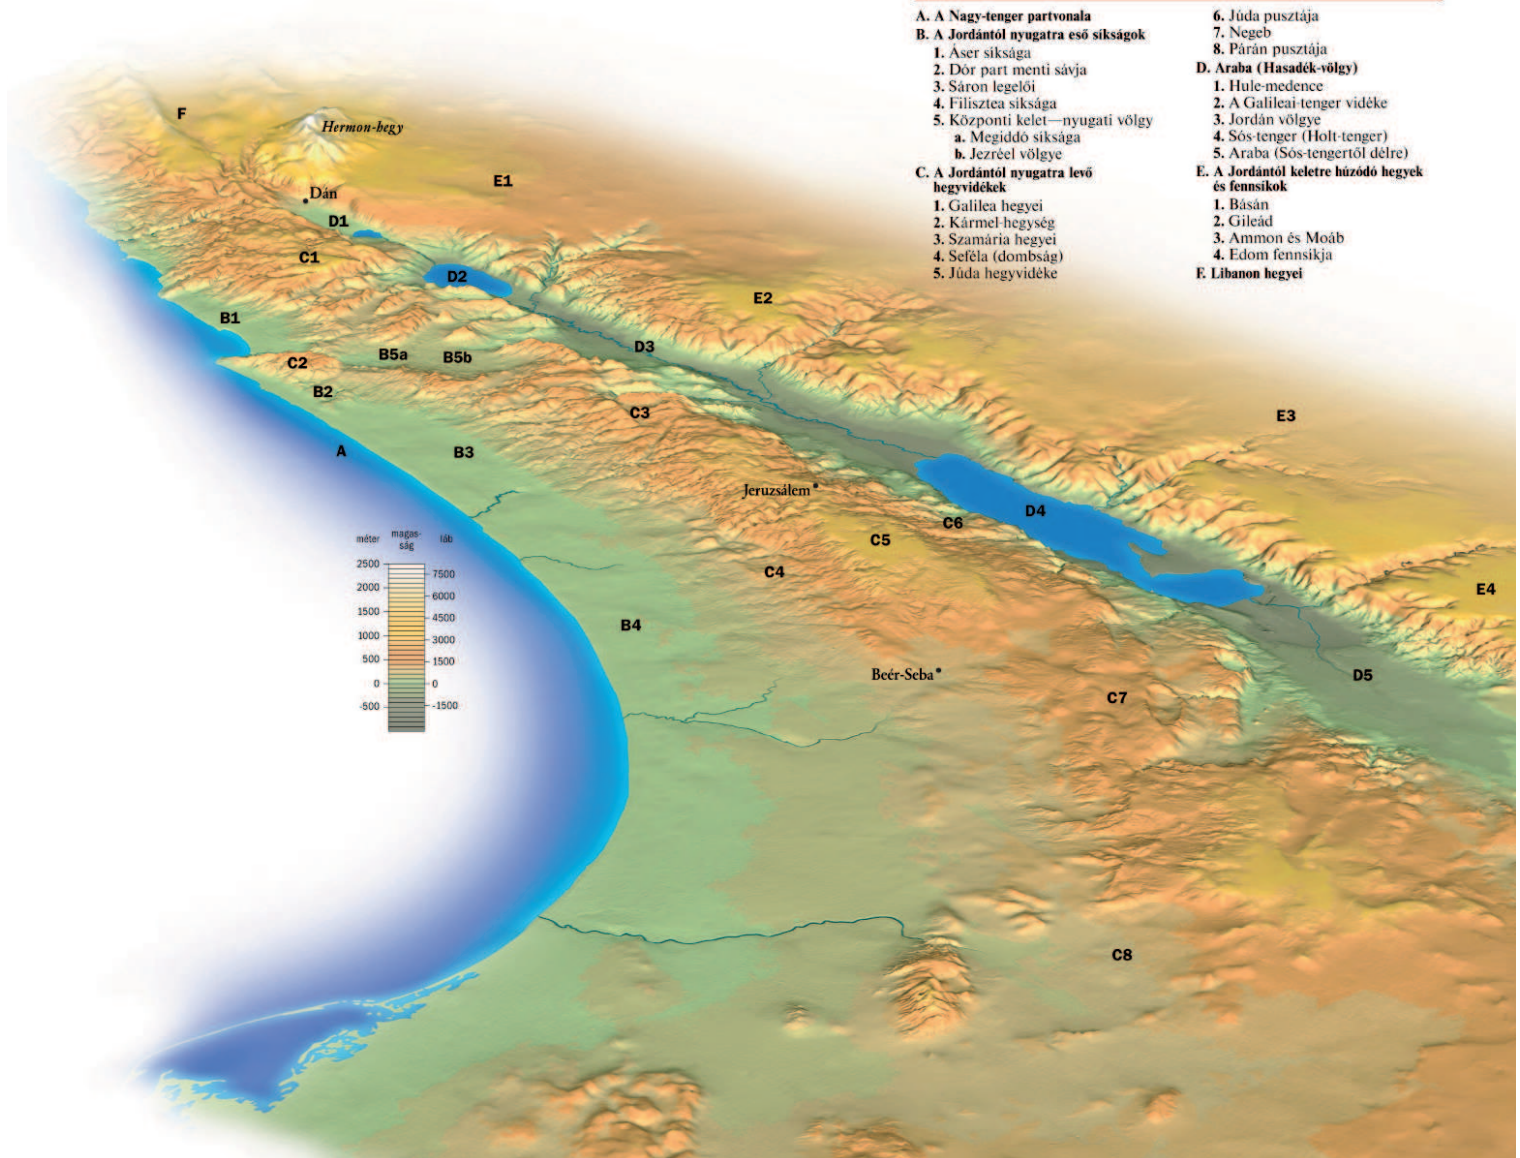 A. A Nagy-tenger partvonala
B. A Jordántól nyugatra eső síkságok
1. Áser síksága
2. Dór part menti sávja
3. Sáron legelői
4. Filisztea síksága
5. Központi kelet—nyugati völgy
a. Megiddó síksága
b. Jezréel völgye
C. A Jordántól nyugatra levő
hegyvidékek
1. Galilea hegyei
2. Kármel-hegység
3. Szamária hegyei
4. Seféla (dombság)
5. Júda hegyvidéke
6. Júda pusztája
7. Negeb
8. Párán pusztája
D. Araba (Hasadék-völgy)
1. Hule-medence
2. A Galileai-tenger vidéke
3. Jordán völgye
4. Sós-tenger (Holt-tenger)
5. Araba (Sós-tengertől délre)
E. A Jordántól keletre húzódó hegyek
és fennsíkok
1. Básán
2. Gileád
3. Ammon és Moáb
4. Edom fennsíkja
F. Libanon hegyei
F
Hermon-hegy
E1
Dán
D1
C1
D2
E2
B1
D3
B5a
B5b
C2
B2
C3
E3
A
B3
Jeruzsálem
D4
C6
C5
C4
E4
B4
Beér-Seba
D5
C7
C8
méter
magas-
ság
láb
2500
7500
2000
6000
1500
4500
1000
3000
500
1500
0
0
-500
-1500